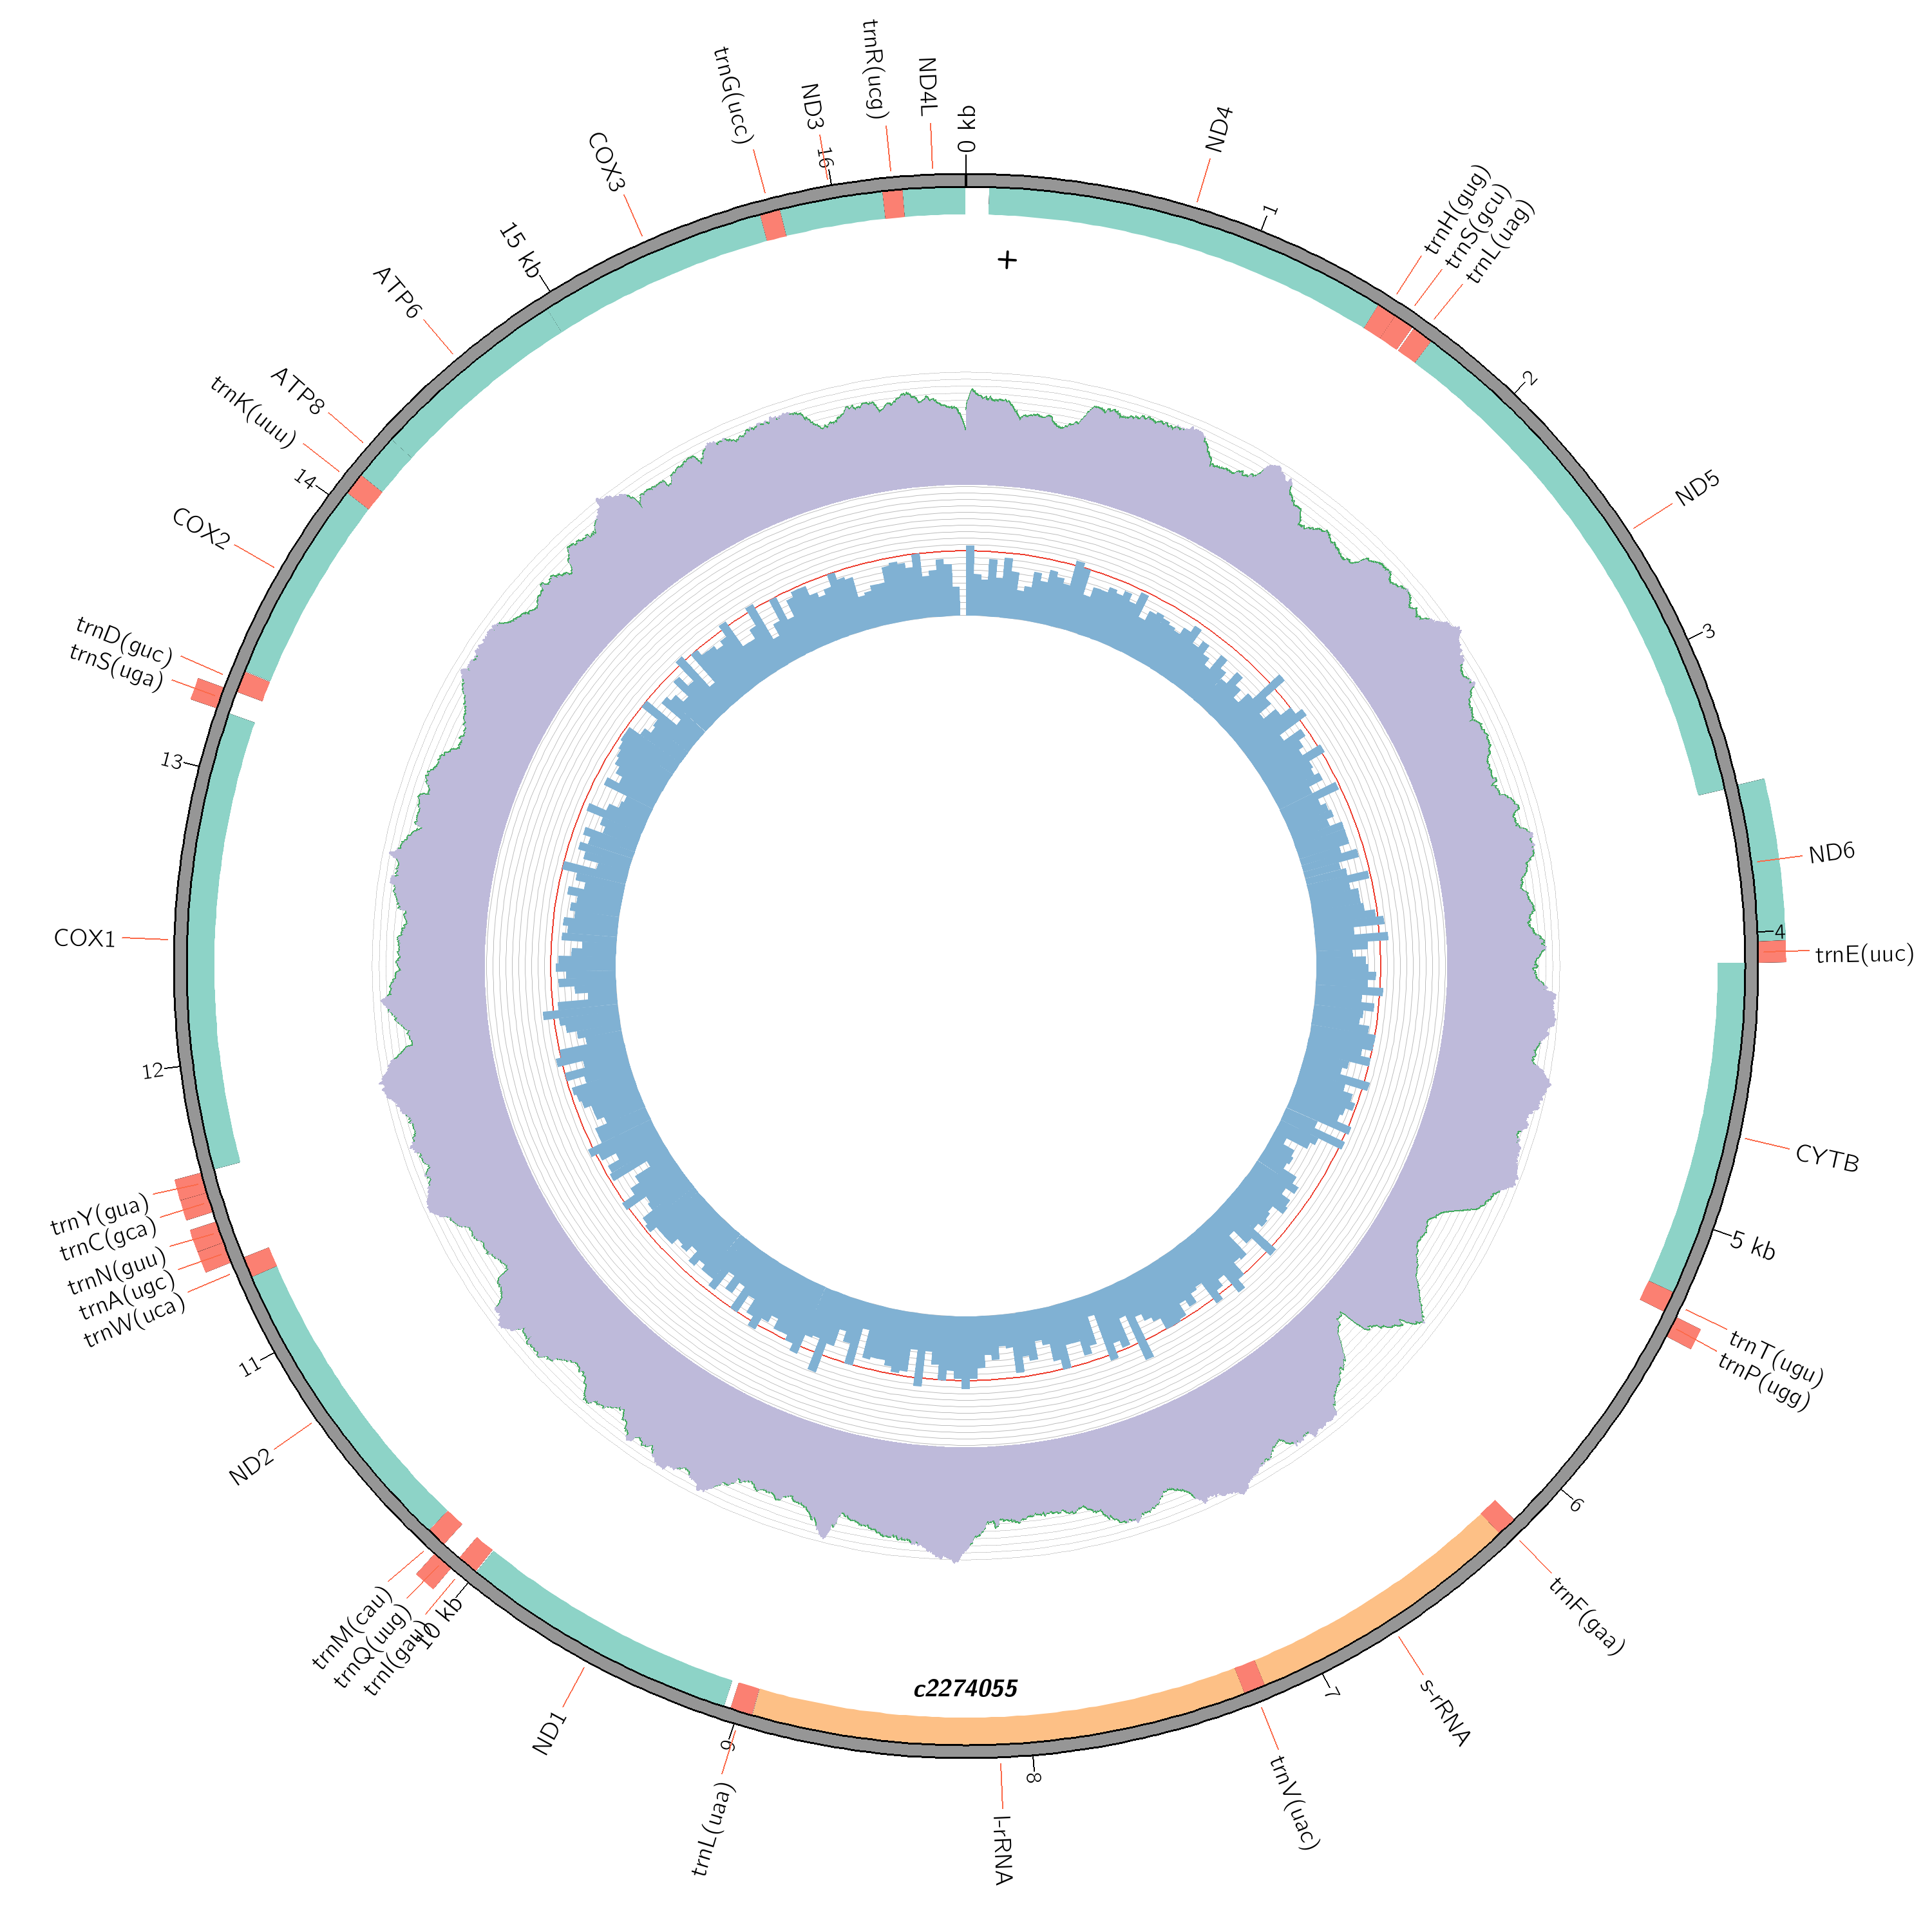 0 kb
ND4
1
trnH(gug)
trnS(gcu)
trnL(uag)
2
ND5
3
ND6
4
trnE(uuc)
CYTB
5 kb
trnT(ugu)
trnP(ugg)
6
trnF(gaa)
s-rRNA
7
trnV(uac)
8
l-rRNA
c2274055
9
trnL(uaa)
ND1
10 kb
trnI(gau)
trnQ(uug)
trnM(cau)
ND2
11
trnW(uca)
trnA(ugc)
trnN(guu)
trnC(gca)
trnY(gua)
12
COX1
13
trnS(uga)
trnD(guc)
COX2
14
trnK(uuu)
ATP8
ATP6
15 kb
COX3
trnG(ucc)
ND3
16
trnR(ucg)
ND4L
+